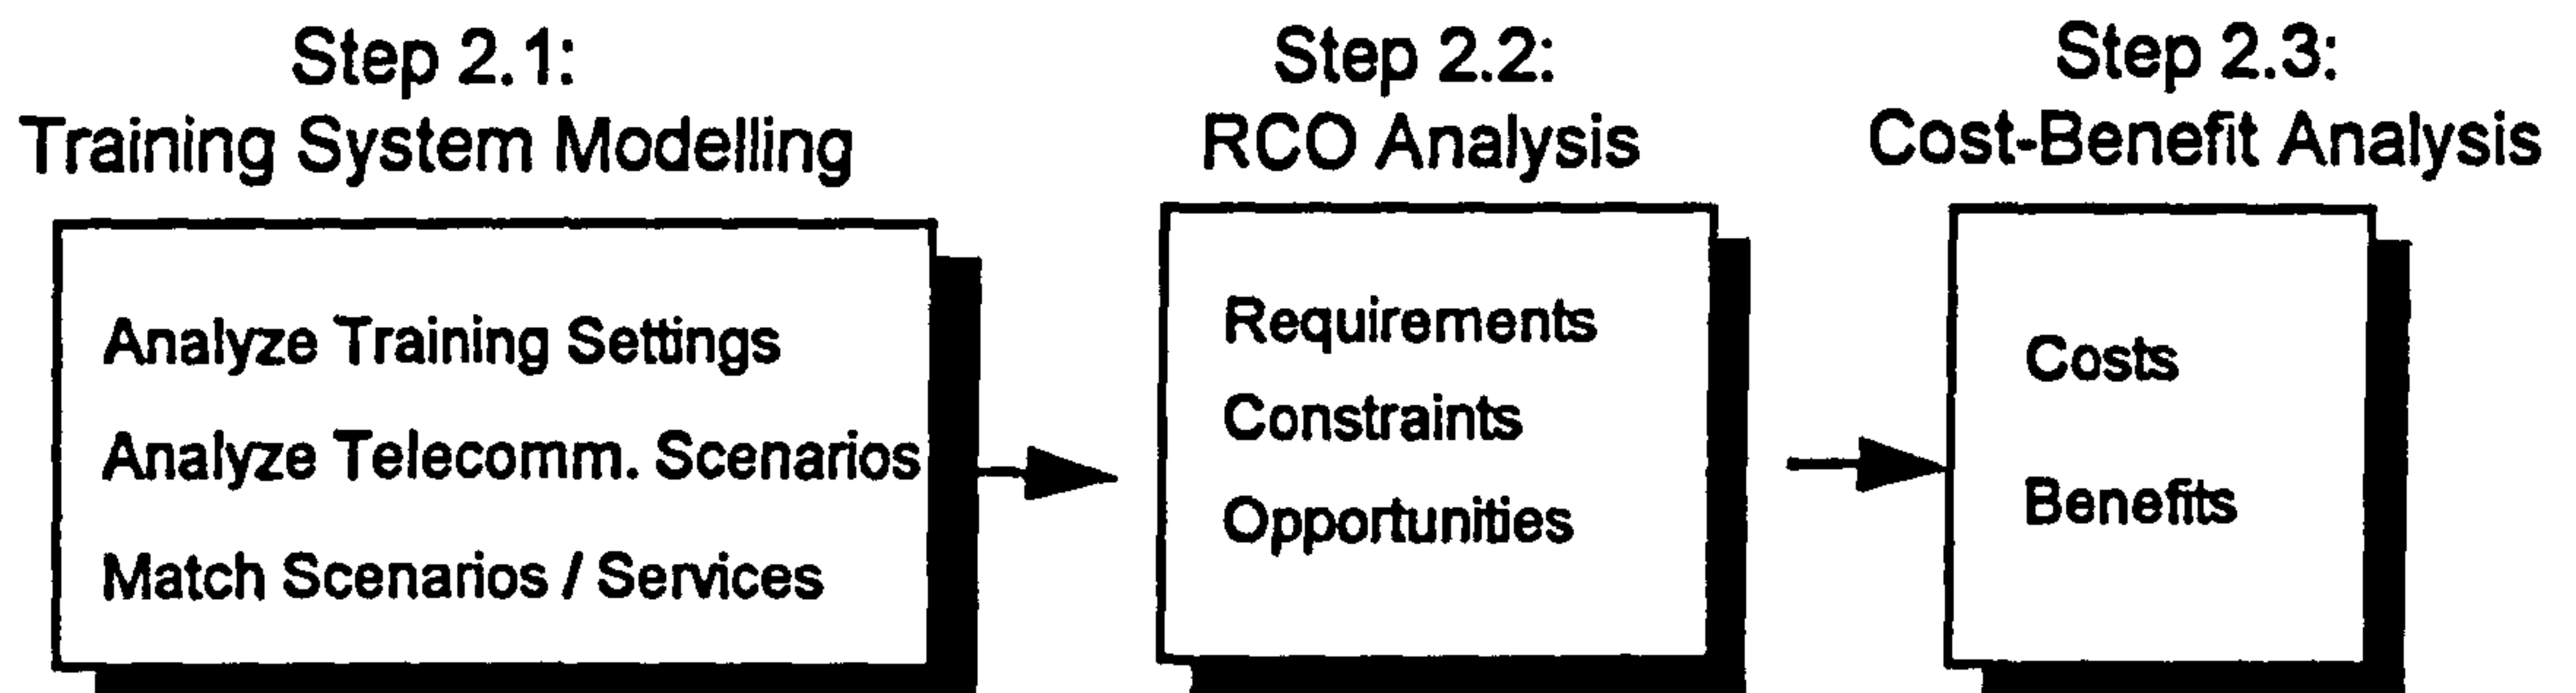 Step 2.1:
Training System Modelling
Analyze Training Settings
Analyze Telecomm. Scenarios
Match Scenarios / Services
Step 2.2:
RCO Analysis
Requirements
Constraints
Opportunities
Step 2.3:
Cost-Benefit Analysis
Costs
Benefits